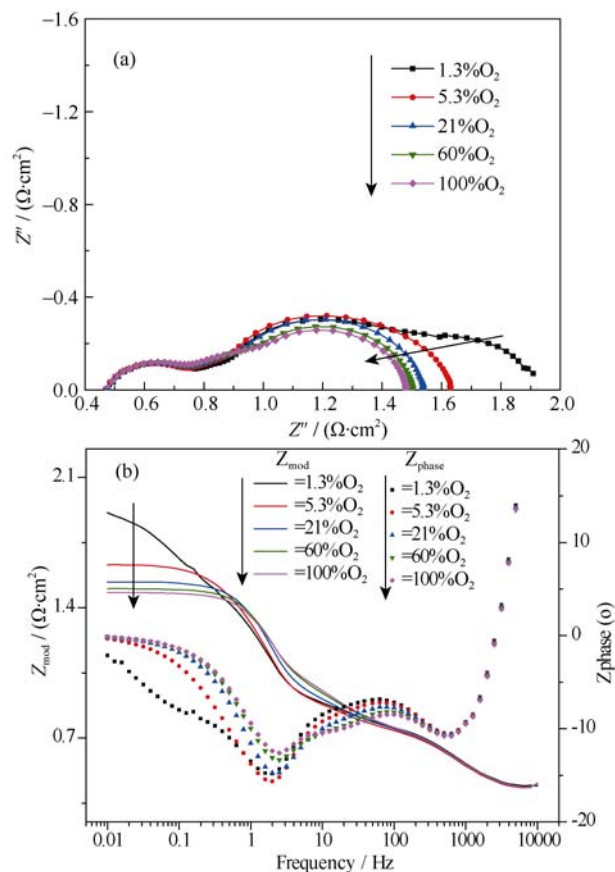 (a)
1.3%O₂
5.3%O₂
21%O₂
60%O₂
100%O₂
−1.6
−1.2
−0.8
−0.4
0.0
Z″ / (Ω·cm²)
0.4 0.6 0.8 1.0 1.2 1.4 1.6 1.8 2.0
Z″ / (Ω·cm²)
(b)
Z_mod Z_phase
=1.3%O₂ =1.3%O₂
=5.3%O₂ =5.3%O₂
=21%O₂ =21%O₂
=60%O₂ =60%O₂
=100%O₂ =100%O₂
2.1
1.4
0.7
Z_mod / (Ω·cm²)
20
10
0
-10
-20
Zphase (o)
0.01 0.1 1 10 100 1000 10000
Frequency / Hz